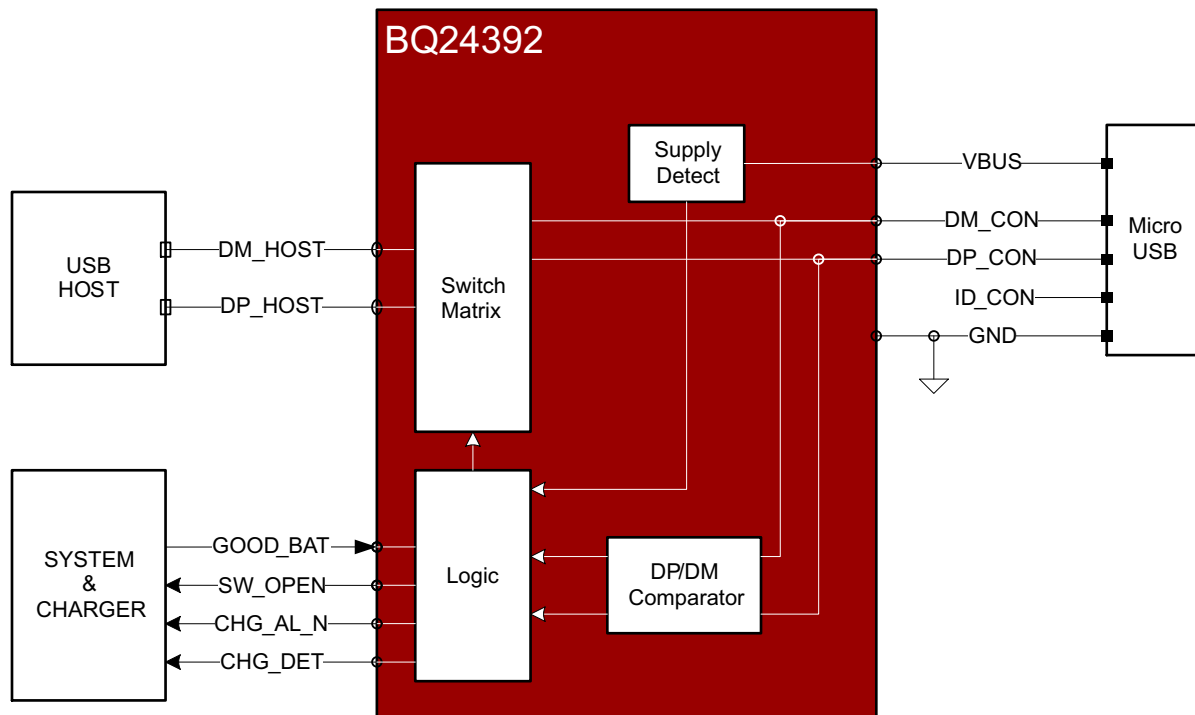 BQ24392
Supply
Detect
VBUS
DM_CON
DP_CON
ID_CON
GND
Micro
USB
USB
HOST
DM_HOST
DP_HOST
Switch
Matrix
SYSTEM
&
CHARGER
GOOD_BAT
SW_OPEN
CHG_AL_N
CHG_DET
Logic
DP/DM
Comparator